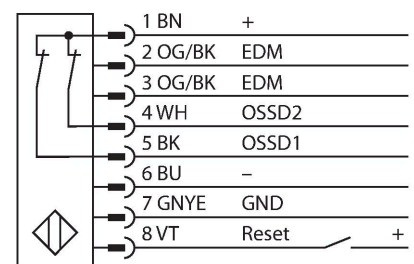 1 BN +
2 OG/BK EDM
3 OG/BK EDM
4 WH OSSD2
5 BK OSSD1
6 BU –
7 GNYE GND
8 VT Reset +